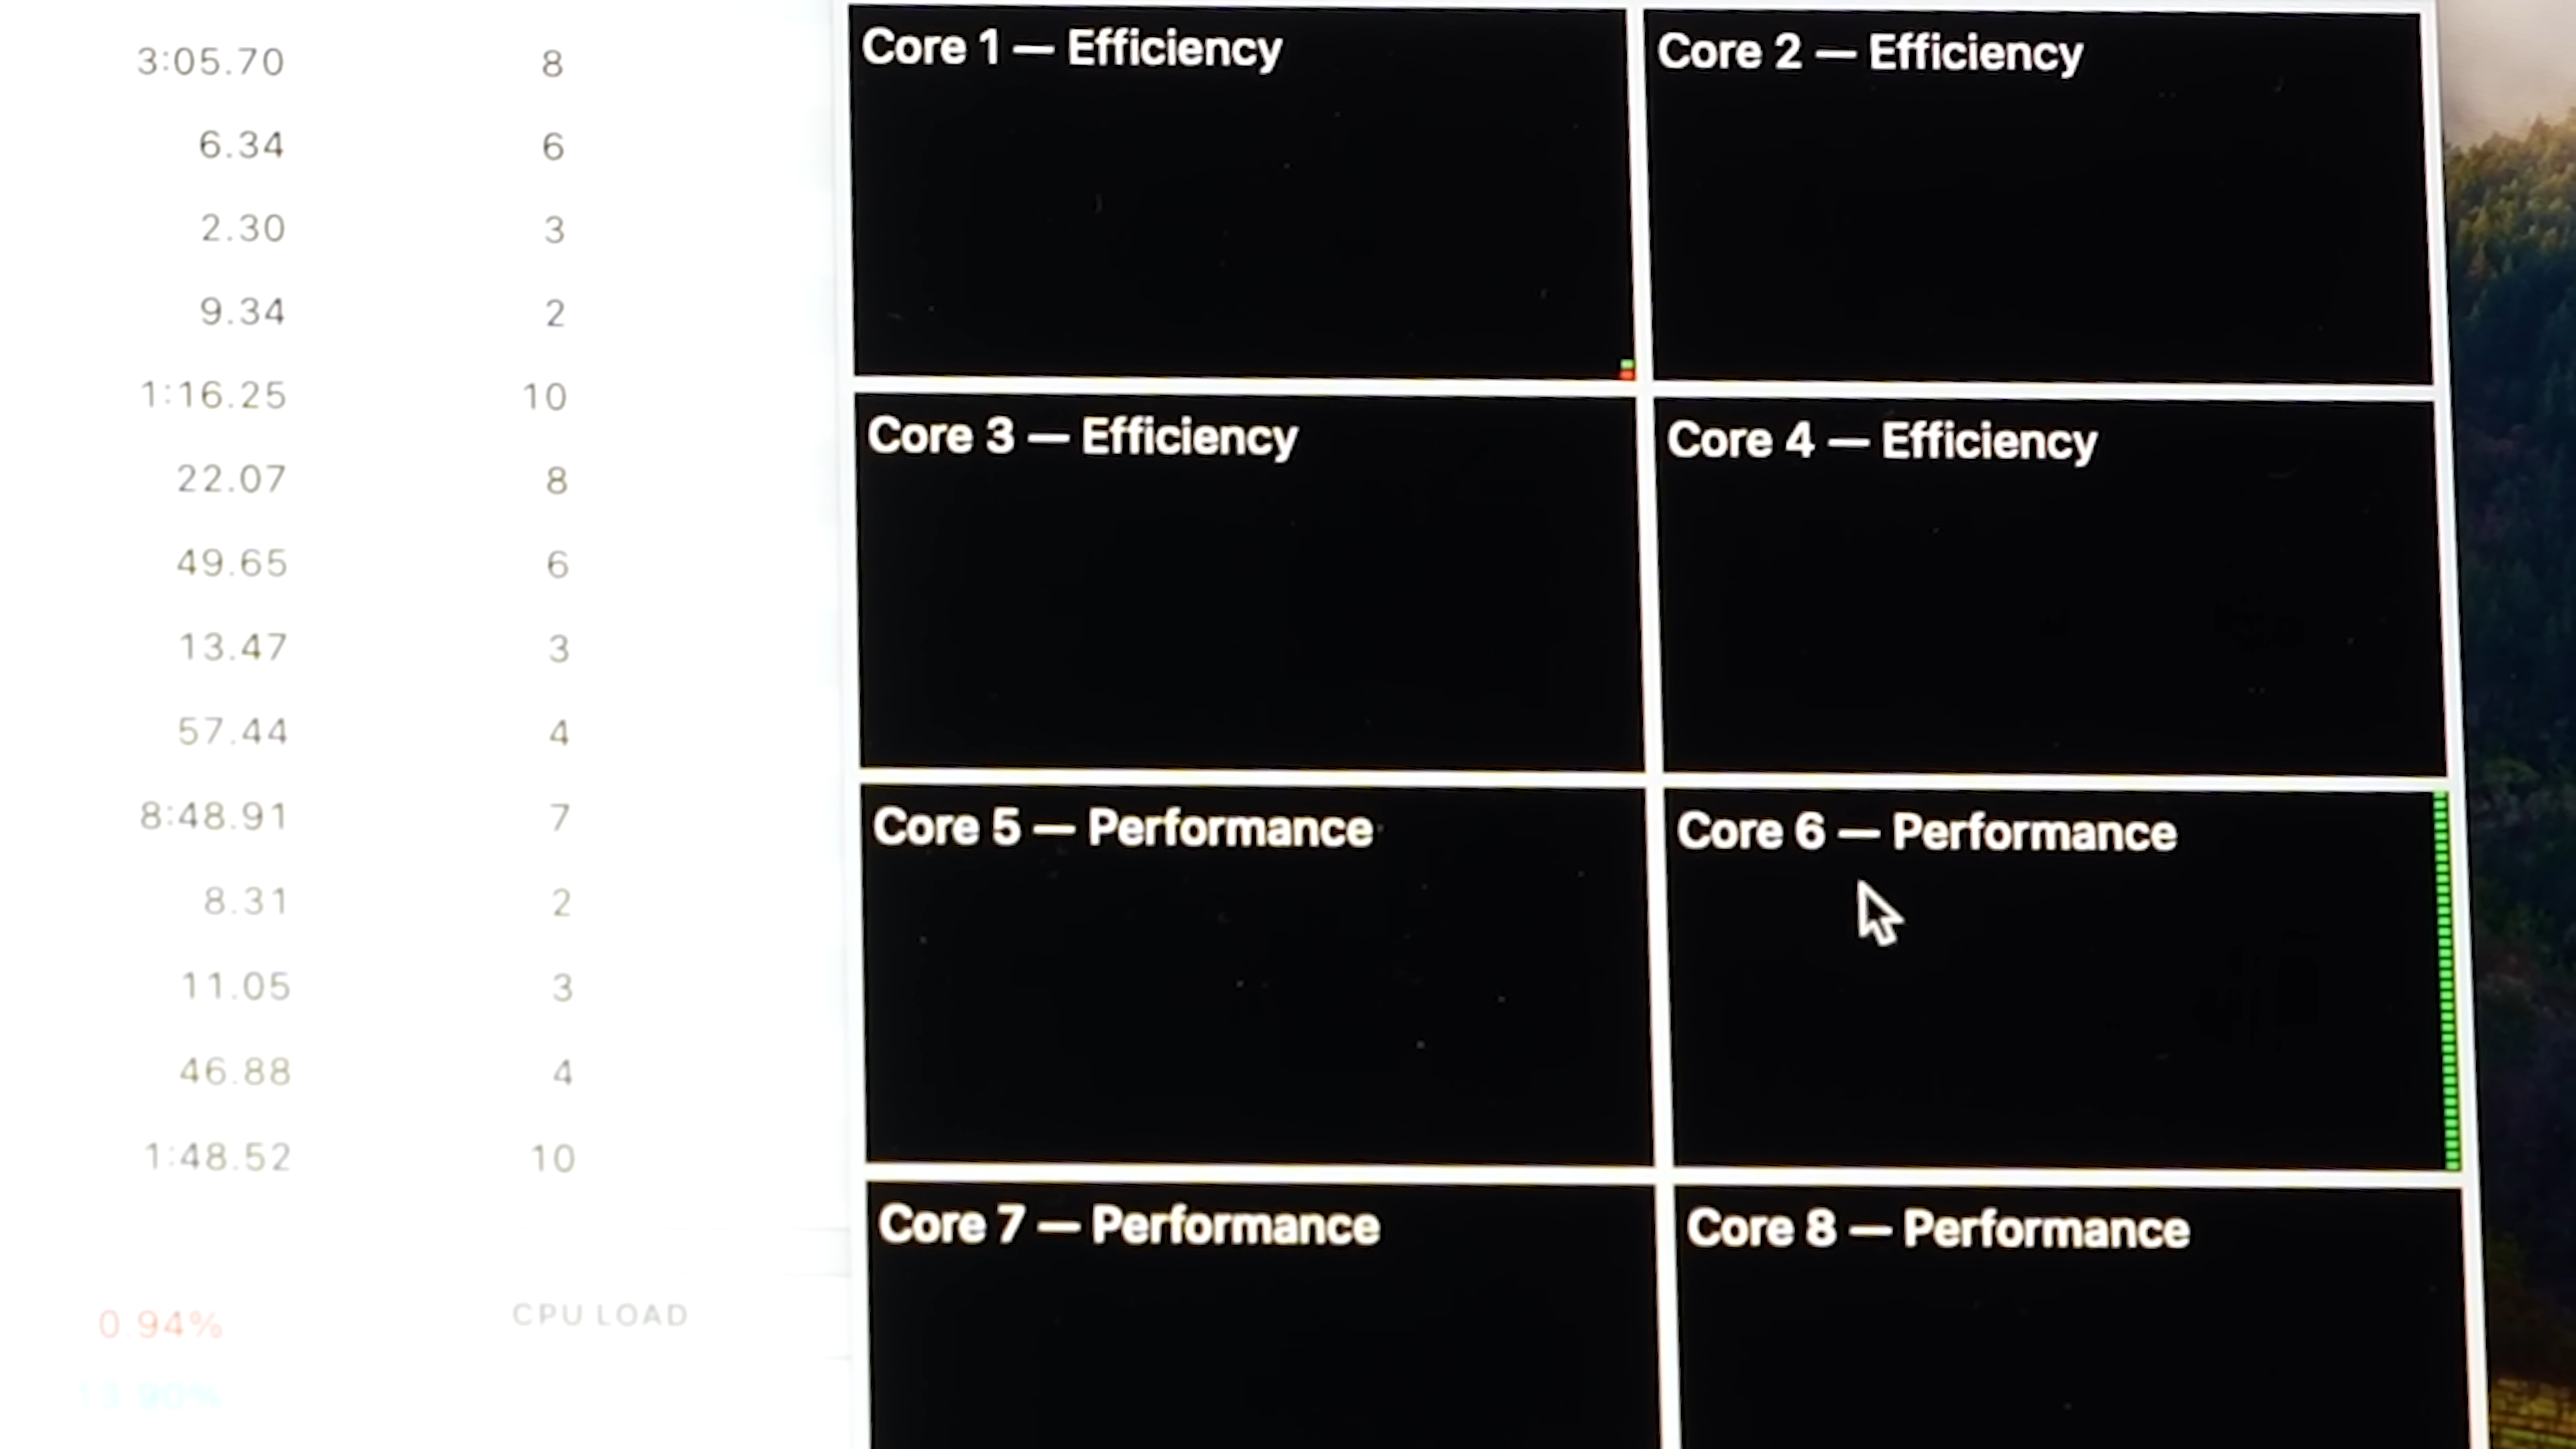 3:05.70 8
6.34 6
2.30 3
9.34 2
1:16.25 10
22.07 8
49.65 6
13.47 3
57.44 4
8:48.91 7
8.31 2
11.05 3
46.88 4
1:48.52 10
0.94% CPU LOAD
13.90%
Core 1 — Efficiency
Core 2 — Efficiency
Core 3 — Efficiency
Core 4 — Efficiency
Core 5 — Performance
Core 6 — Performance
Core 7 — Performance
Core 8 — Performance